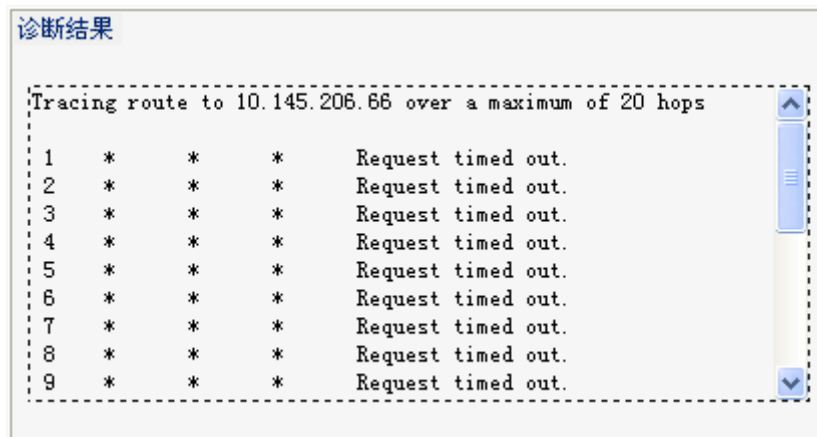 诊断结果
Tracing route to 10.145.206.66 over a maximum of 20 hops
1 * * * Request timed out.
2 * * * Request timed out.
3 * * * Request timed out.
4 * * * Request timed out.
5 * * * Request timed out.
6 * * * Request timed out.
7 * * * Request timed out.
8 * * * Request timed out.
9 * * * Request timed out.